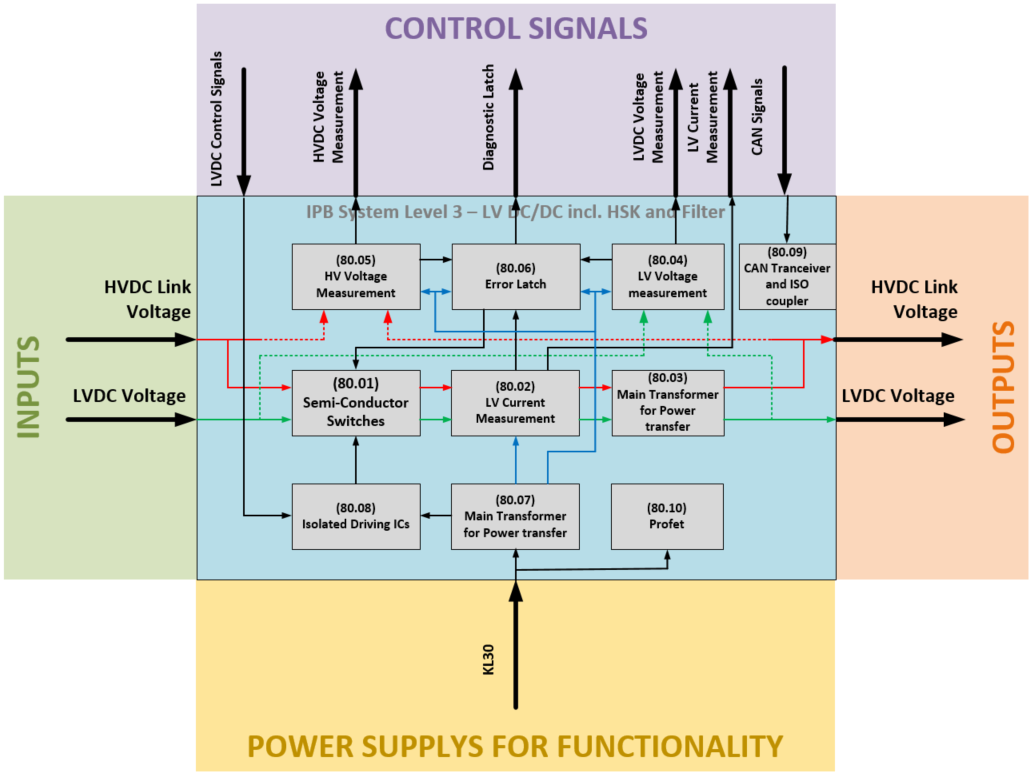 CONTROL SIGNALS
LVDC Control Signals
HVDC Voltage
Measurement
Diagnostic Latch
LVDC Voltage
Measurement
LV Current
Measurement
CAN Signals
IPB System Level 3 – LV DC/DC incl. HSK and Filter
(80.05)
HV Voltage
Measurement
(80.06)
Error Latch
(80.04)
LV Voltage
measurement
(80.09)
CAN Tranceiver
and ISO
coupler
INPUTS
HVDC Link
Voltage
LVDC Voltage
(80.01)
Semi-Conductor
Switches
(80.02)
LV Current
Measurement
(80.03)
Main Transformer
for Power
transfer
HVDC Link
Voltage
LVDC Voltage
OUTPUTS
(80.08)
Isolated Driving ICs
(80.07)
Main Transformer
for Power transfer
(80.10)
Profet
KL30
POWER SUPPLYS FOR FUNCTIONALITY